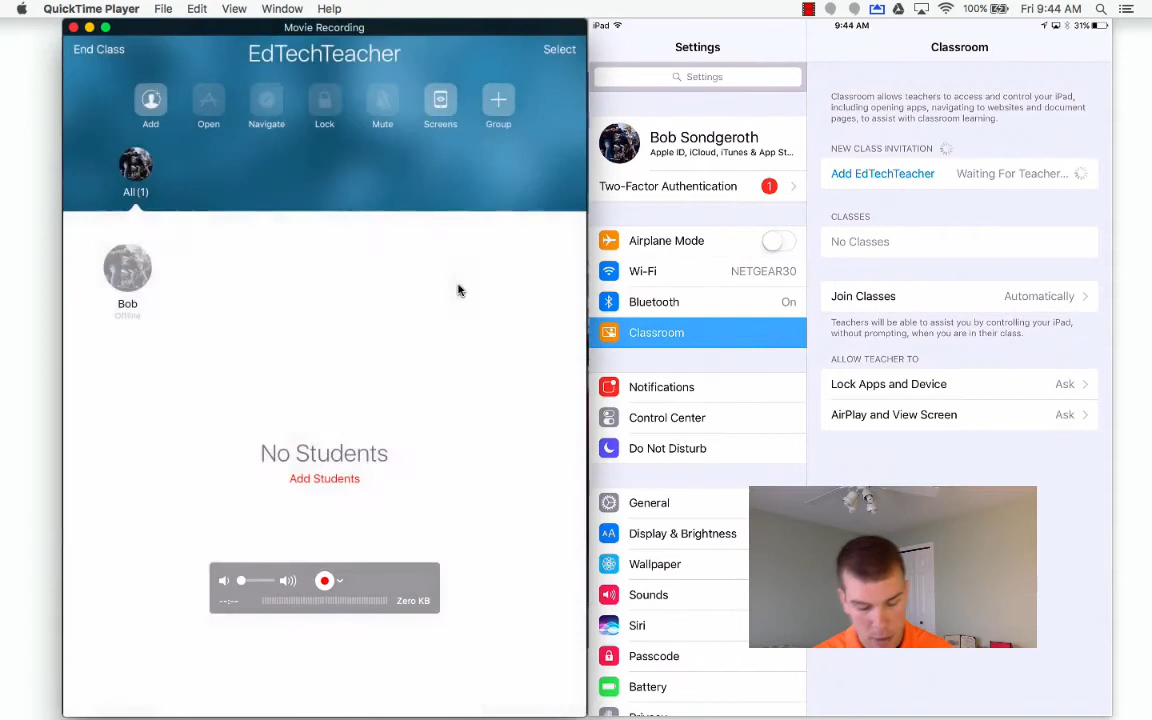 QuickTime Player File Edit View Window Help
100% Fri 9:44 AM
Movie Recording
End Class
EdTechTeacher
Select
Add
Open
Navigate
Lock
Mute
Screens
Group
All (1)
Bob
Offline
No Students
Add Students
--:--
Zero KB
iPad
9:44 AM
31%
Settings
Settings
Bob Sondgeroth
Apple ID, iCloud, iTunes & App St...
Two-Factor Authentication 1
Airplane Mode
Wi-Fi NETGEAR30
Bluetooth On
Classroom
Notifications
Control Center
Do Not Disturb
General
Display & Brightness
Wallpaper
Sounds
Siri
Passcode
Battery
Classroom
Classroom allows teachers to access and control your iPad,
including opening apps, navigating to websites and document
pages, to assist with classroom learning.
NEW CLASS INVITATION
Add EdTechTeacher Waiting For Teacher...
CLASSES
No Classes
Join Classes Automatically
Teachers will be able to assist you by controlling your iPad,
without prompting, when you are in their class.
ALLOW TEACHER TO
Lock Apps and Device Ask
AirPlay and View Screen Ask